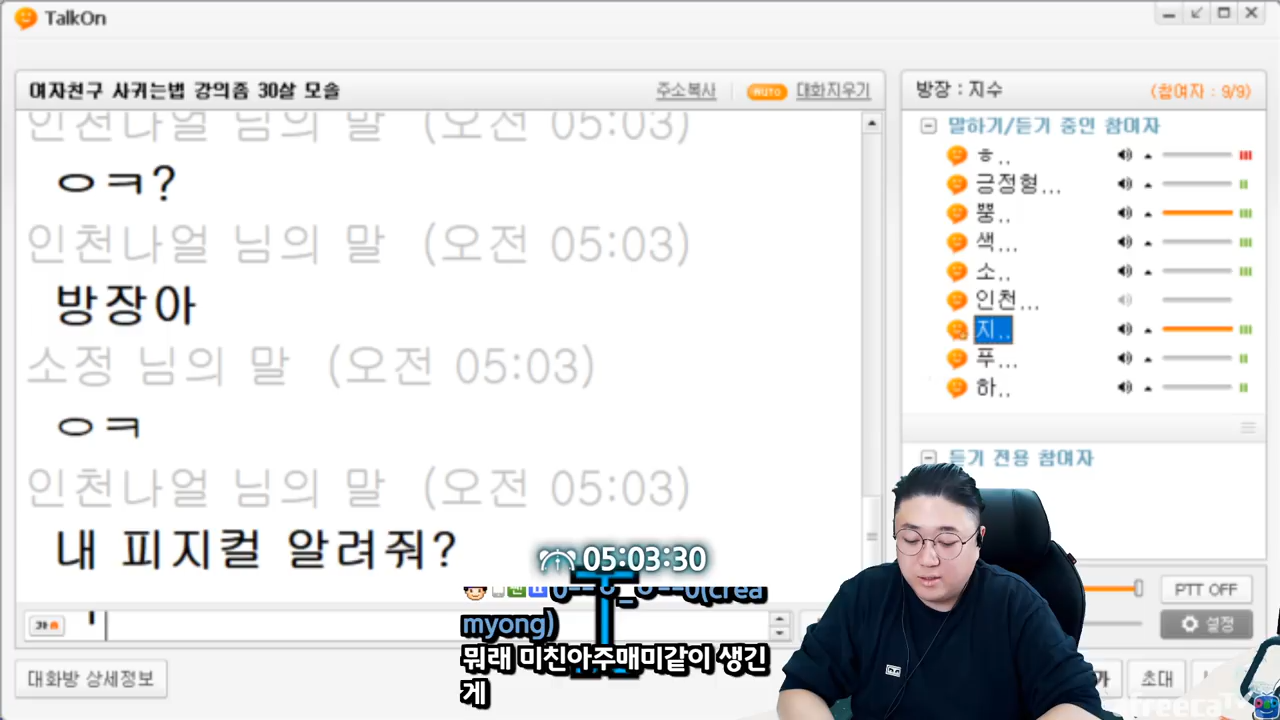 TalkOn
여자친구 사귀는법 강의좀 30살 모솔
주소복사
AUTO
대화지우기
인천나얼 님의 말 (오전 05:03)
ㅇㅋ?
인천나얼 님의 말 (오전 05:03)
방장아
소정 님의 말 (오전 05:03)
ㅇㅋ
인천나얼 님의 말 (오전 05:03)
내 피지컬 알려줘?
방장 : 지수
(참여자 : 9/9)
말하기/듣기 중인 참여자
ㅎ..
긍정형...
뿡..
색...
소..
인천...
지..
푸...
하..
듣기 전용 참여자
PTT OFF
설정
초대
05:03:30
myong)
뭐래 미친아주매미같이 생긴
게
대화방 상세정보